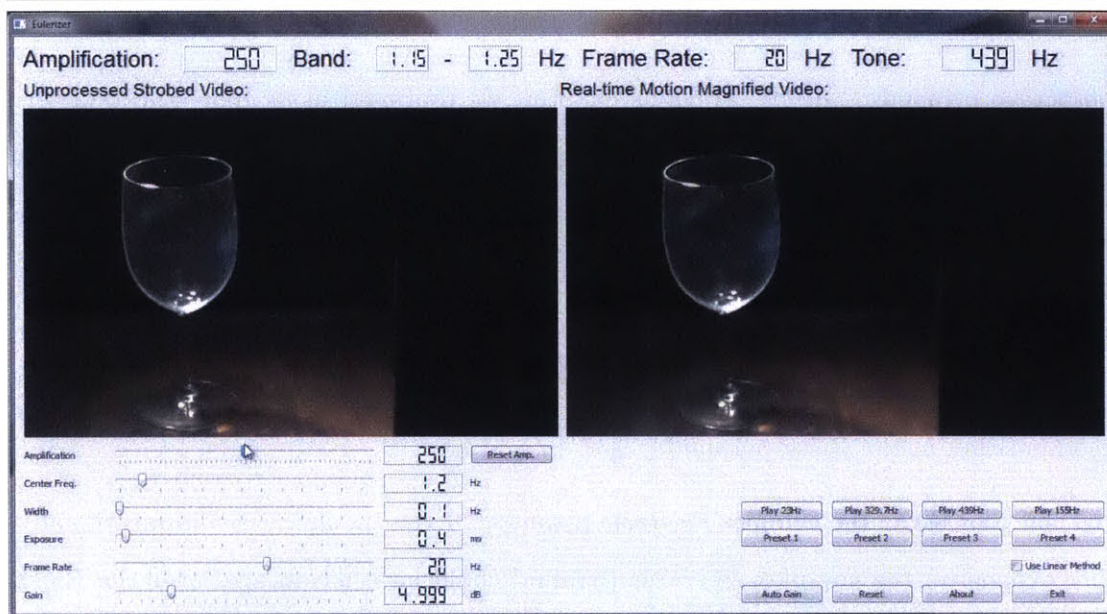 Eulerizer
Amplification: 250 Band: 1.15 - 1.25 Hz Frame Rate: 20 Hz Tone: 439 Hz
Unprocessed Strobed Video: Real-time Motion Magnified Video:
Amplification 250 Reset Amp.
Center Freq. 1.2 Hz
Width 0.1 Hz Play 23Hz Play 329.7Hz Play 439Hz Play 155Hz
Exposure 0.4 ms Preset 1 Preset 2 Preset 3 Preset 4
Frame Rate 20 Hz Use Linear Method
Gain 4.999 dB Auto Gain Reset About Exit